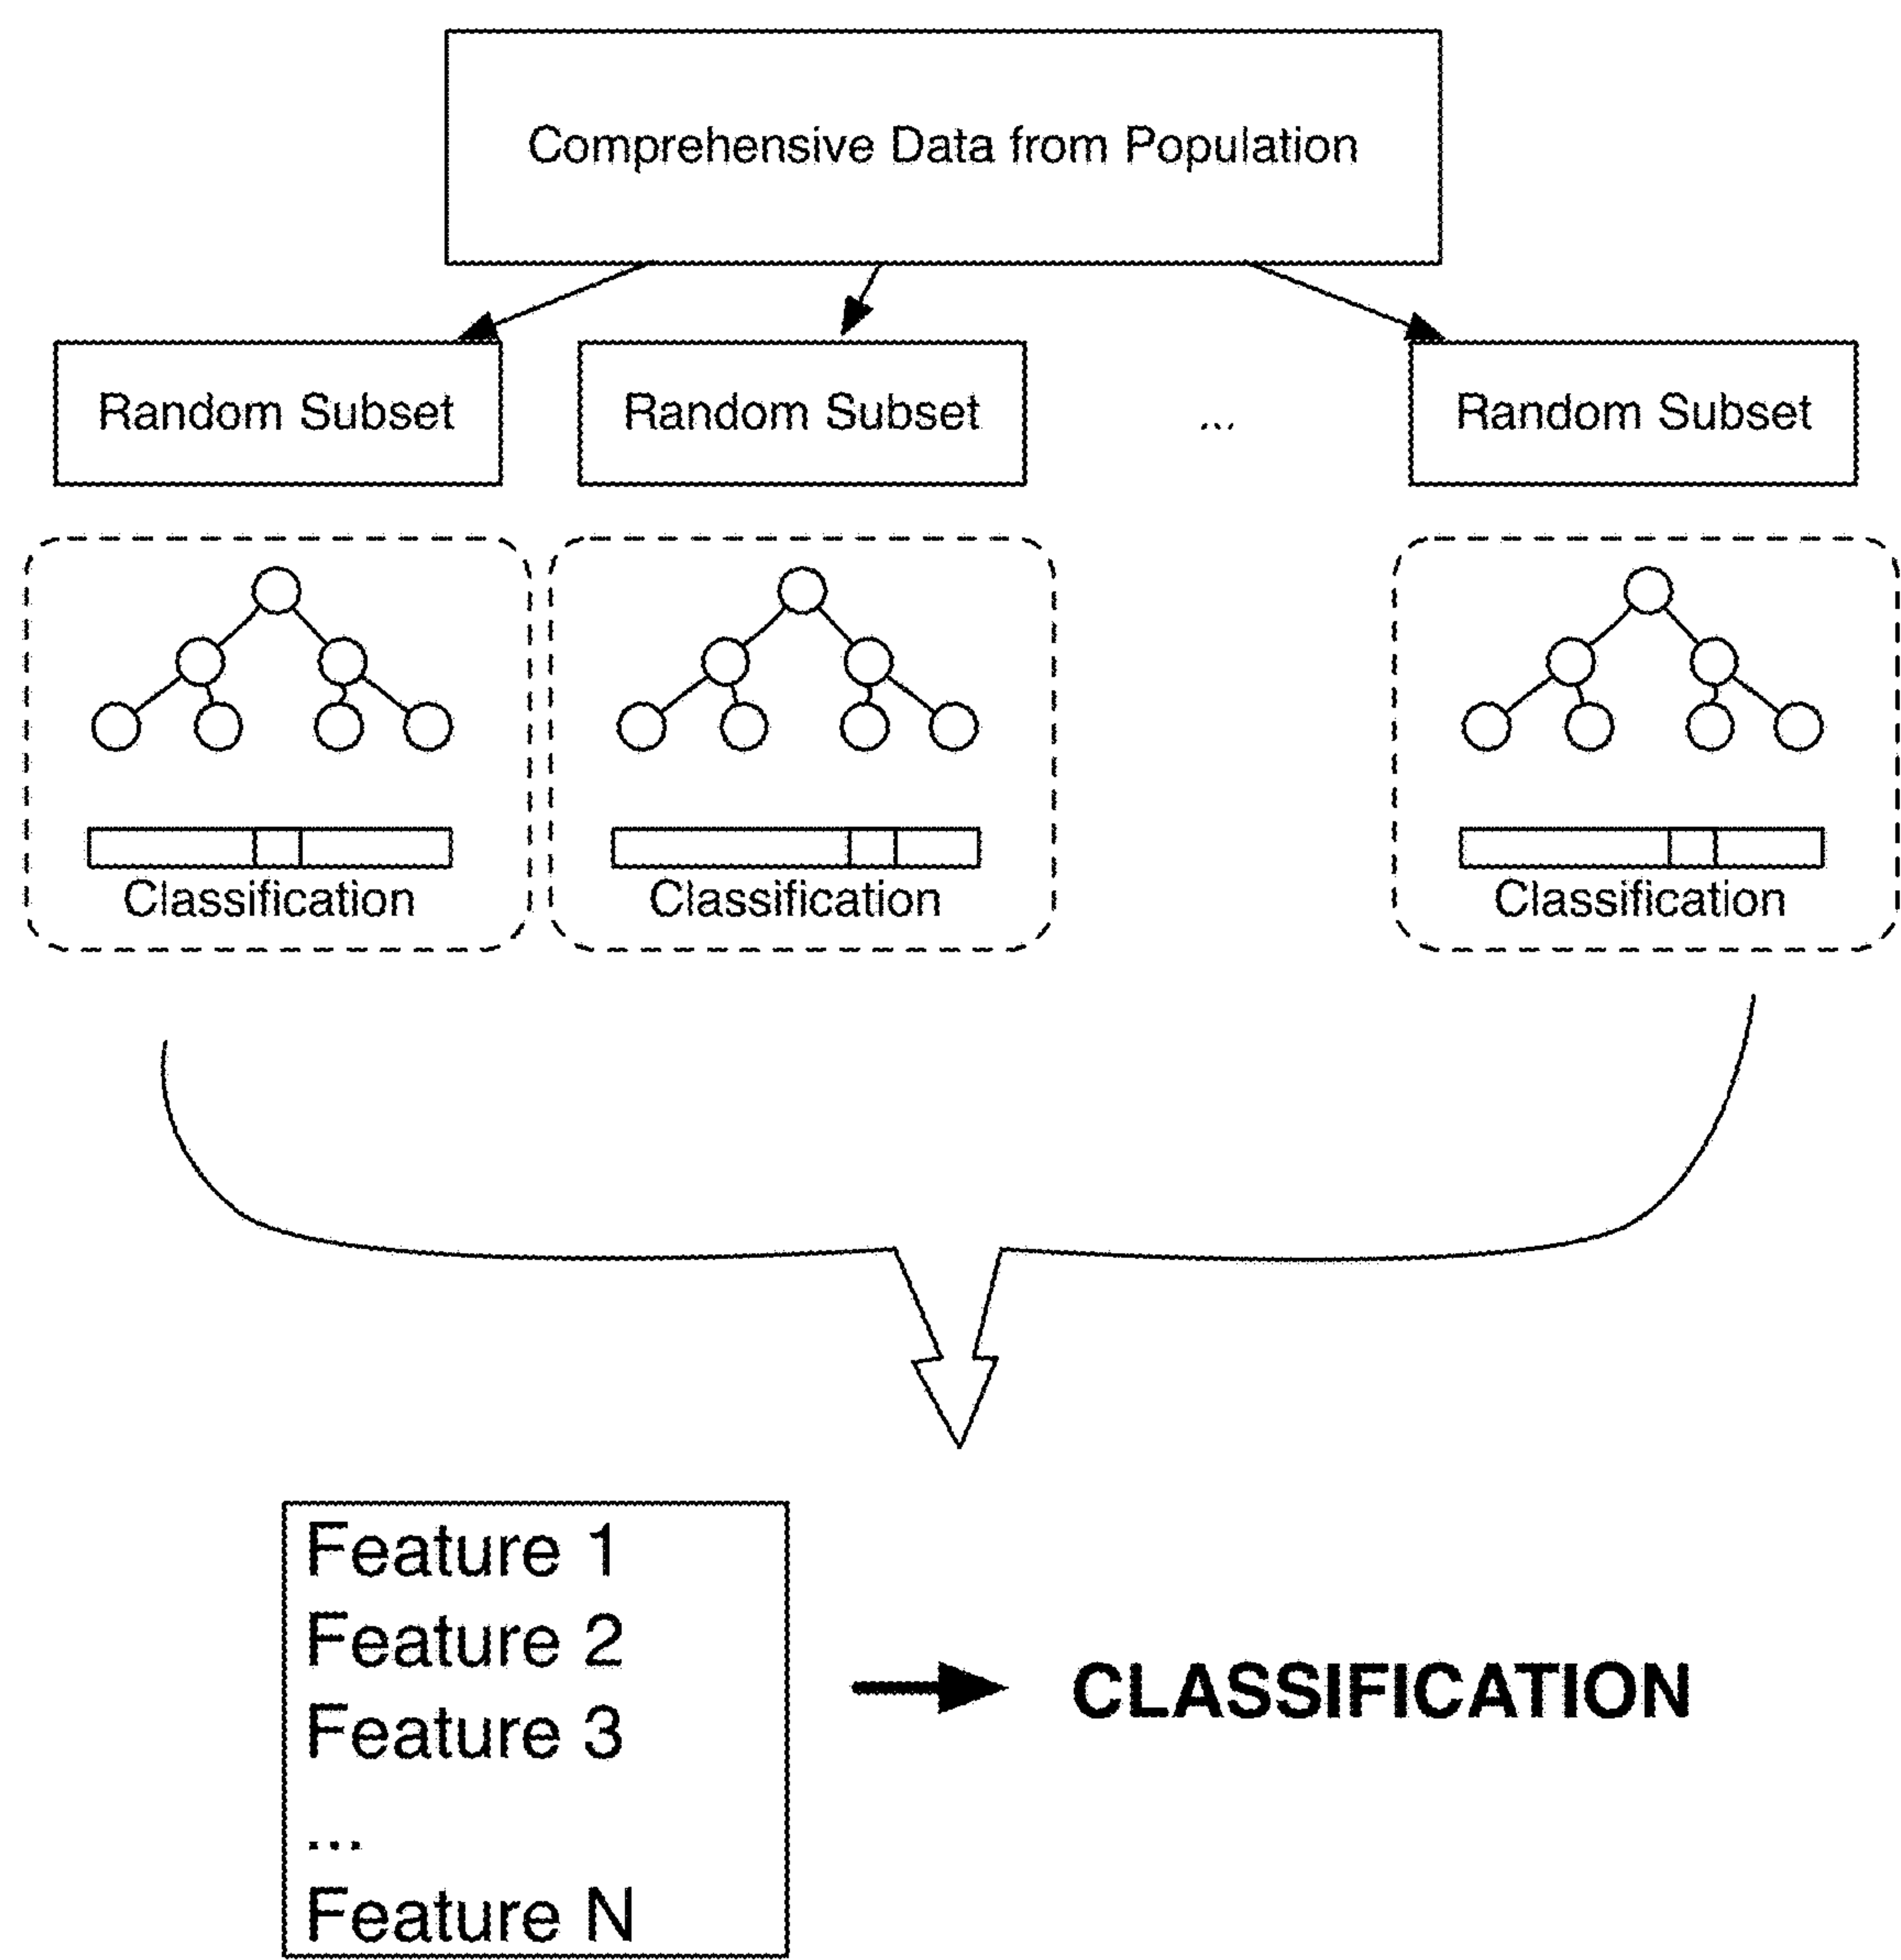 Comprehensive Data from Population
Random Subset
Random Subset
...
Random Subset
Classification
Classification
Classification
Feature 1
Feature 2
Feature 3
...
Feature N
CLASSIFICATION